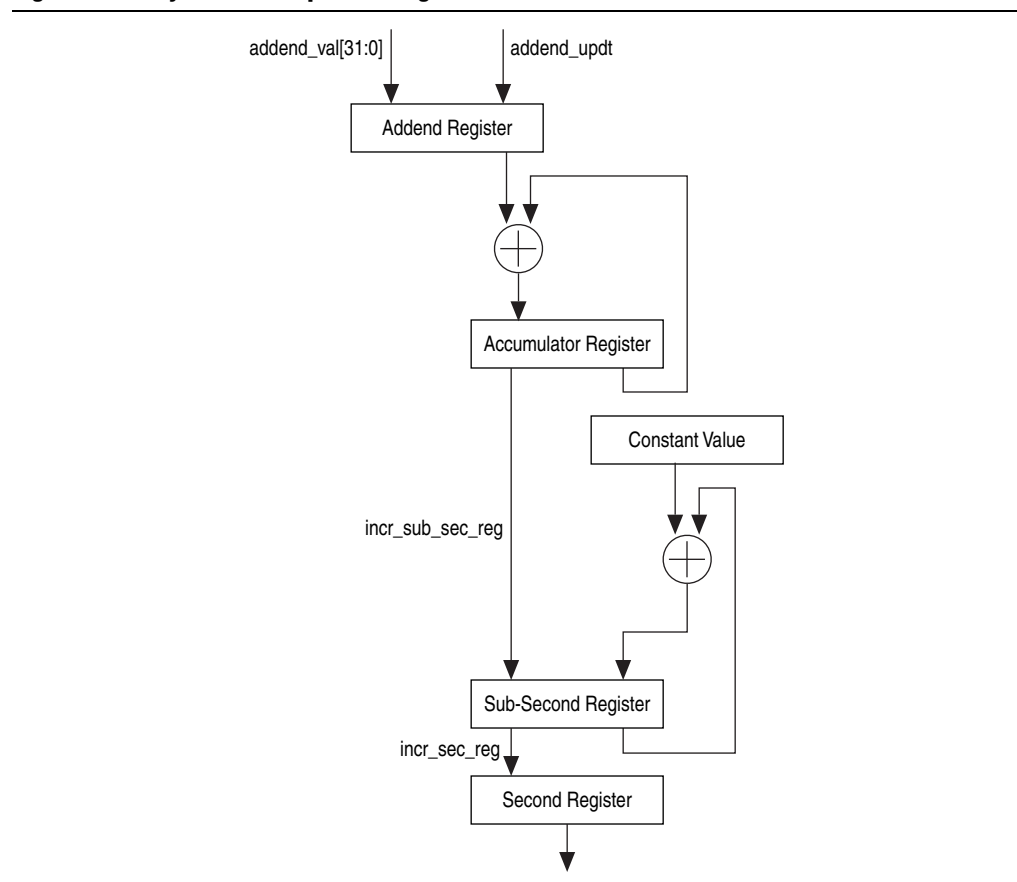 addend_val[31:0]
addend_updt
Addend Register
Accumulator Register
Constant Value
incr_sub_sec_reg
Sub-Second Register
incr_sec_reg
Second Register